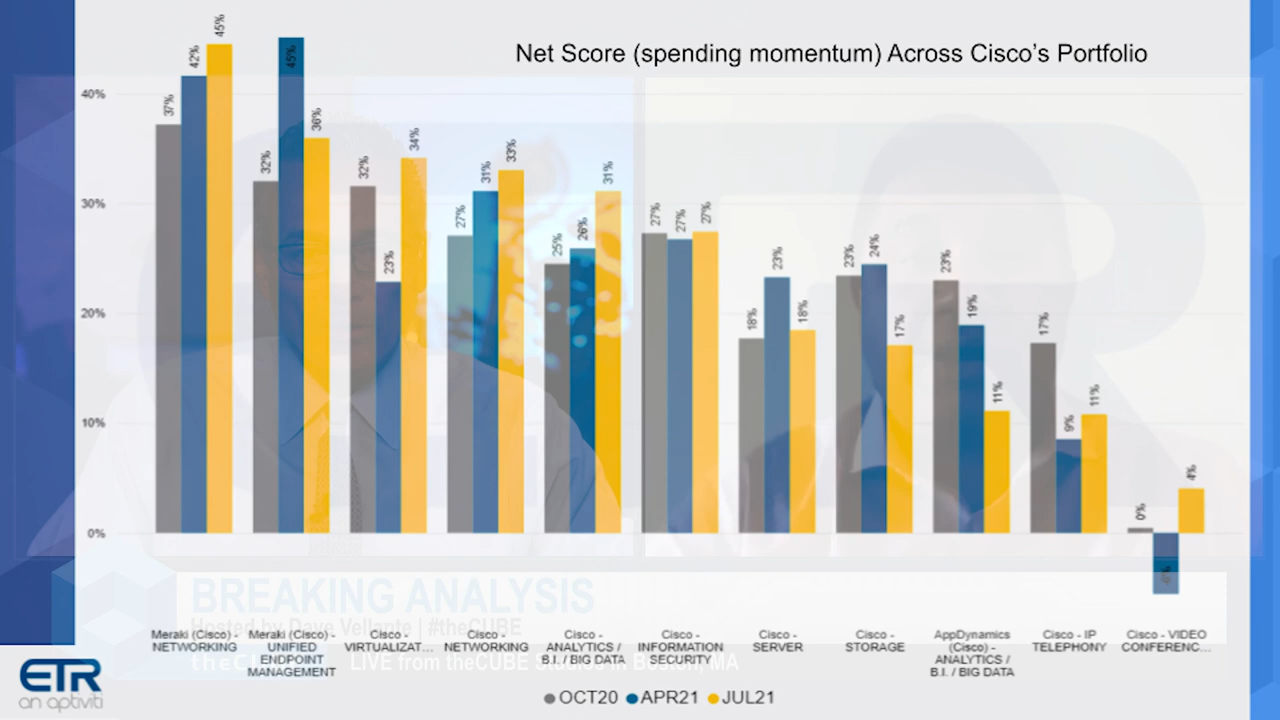 Net Score (spending momentum) Across Cisco's Portfolio
40%
30%
20%
10%
0%
37%
42%
45%
32%
45%
36%
32%
23%
34%
27%
31%
33%
25%
26%
31%
27%
27%
27%
18%
23%
18%
23%
24%
17%
23%
19%
11%
17%
9%
11%
0%
4%
BREAKING ANALYSIS
Hosted by Dave Vellante | #theCUBE
LIVE from theCUBE Studios in Boston, MA
Meraki (Cisco) -
NETWORKING
Meraki (Cisco) -
UNIFIED
ENDPOINT
MANAGEMENT
Cisco -
VIRTUALIZAT...
Cisco -
NETWORKING
Cisco -
ANALYTICS /
B.I. / BIG DATA
Cisco -
INFORMATION
SECURITY
Cisco -
SERVER
Cisco -
STORAGE
AppDynamics
(Cisco) -
ANALYTICS /
B.I. / BIG DATA
Cisco - IP
TELEPHONY
Cisco - VIDEO
CONFERENC...
OCT20 APR21 JUL21
ETR
an aptiviti